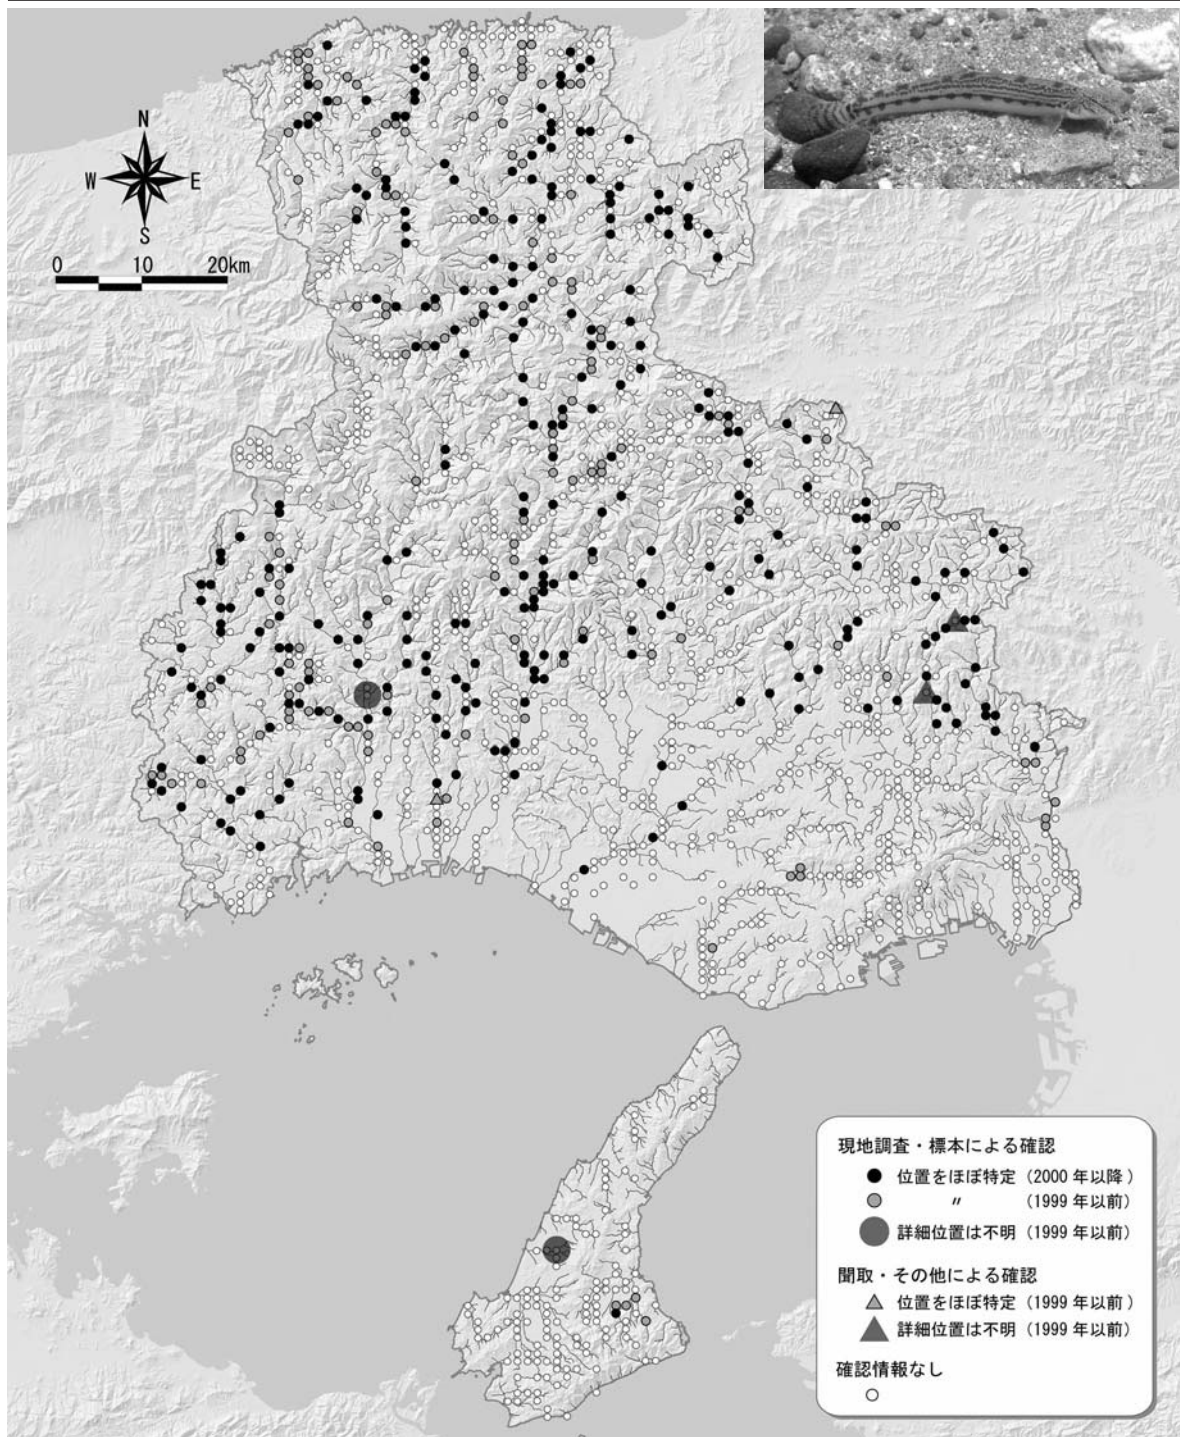 N
W E
S
0 10 20km
現地調査・標本による確認
位置をほぼ特定（2000 年以降）
〃 （1999 年以前）
詳細位置は不明（1999 年以前）
聞取・その他による確認
位置をほぼ特定（1999 年以前）
詳細位置は不明（1999 年以前）
確認情報なし